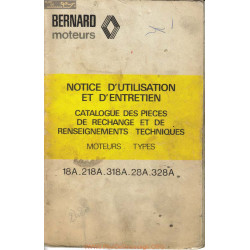 BERNARD
moteurs
NOTICE D'UTILISATION
ET D'ENTRETIEN
CATALOGUE DES PIECES
DE RECHANGE ET DE
RENSEIGNEMENTS TECHNIQUES
MOTEURS TYPES
18A.218A.318A.28A.328A